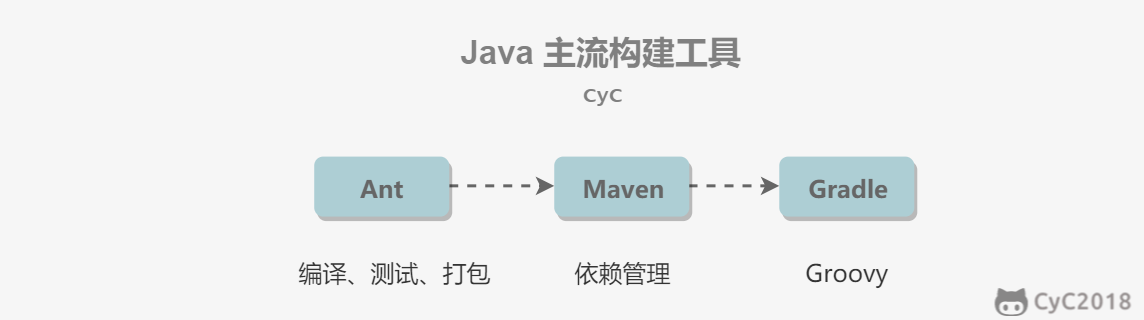 Java 主流构建工具
CyC
Ant
Maven
Gradle
编译、测试、打包
依赖管理
Groovy
CyC2018